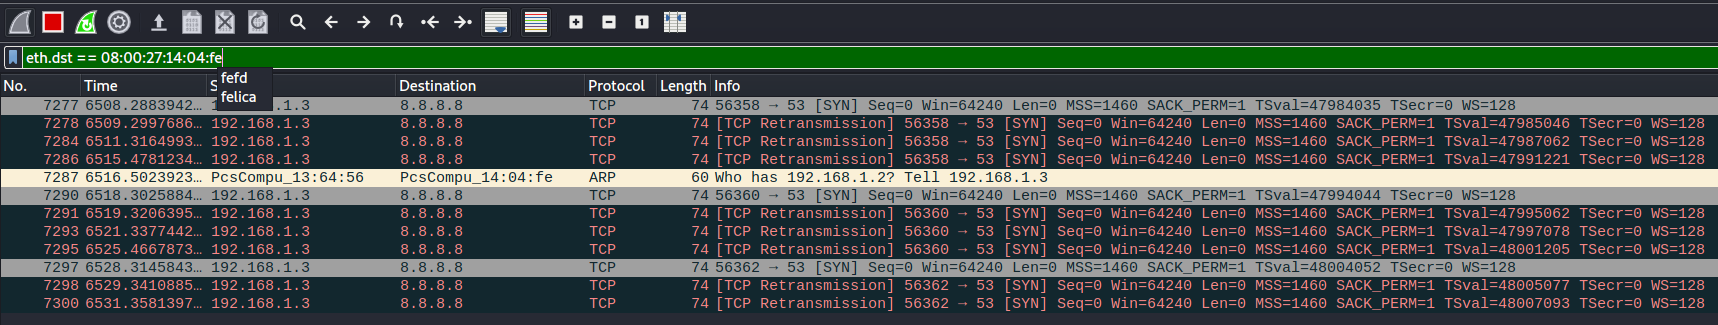 eth.dst == 08:00:27:14:04:fe
fefd
felica
No. Time S Destination Protocol Length Info
7277 6508.2883942… .1.3 8.8.8.8 TCP 74 56358 → 53 [SYN] Seq=0 Win=64240 Len=0 MSS=1460 SACK_PERM=1 TSval=47984035 TSecr=0 WS=128
7278 6509.2997686… 192.168.1.3 8.8.8.8 TCP 74 [TCP Retransmission] 56358 → 53 [SYN] Seq=0 Win=64240 Len=0 MSS=1460 SACK_PERM=1 TSval=47985046 TSecr=0 WS=128
7284 6511.3164993… 192.168.1.3 8.8.8.8 TCP 74 [TCP Retransmission] 56358 → 53 [SYN] Seq=0 Win=64240 Len=0 MSS=1460 SACK_PERM=1 TSval=47987062 TSecr=0 WS=128
7286 6515.4781234… 192.168.1.3 8.8.8.8 TCP 74 [TCP Retransmission] 56358 → 53 [SYN] Seq=0 Win=64240 Len=0 MSS=1460 SACK_PERM=1 TSval=47991221 TSecr=0 WS=128
7287 6516.5023923… PcsCompu_13:64:56 PcsCompu_14:04:fe ARP 60 Who has 192.168.1.2? Tell 192.168.1.3
7290 6518.3025884… 192.168.1.3 8.8.8.8 TCP 74 56360 → 53 [SYN] Seq=0 Win=64240 Len=0 MSS=1460 SACK_PERM=1 TSval=47994044 TSecr=0 WS=128
7291 6519.3206395… 192.168.1.3 8.8.8.8 TCP 74 [TCP Retransmission] 56360 → 53 [SYN] Seq=0 Win=64240 Len=0 MSS=1460 SACK_PERM=1 TSval=47995062 TSecr=0 WS=128
7293 6521.3377442… 192.168.1.3 8.8.8.8 TCP 74 [TCP Retransmission] 56360 → 53 [SYN] Seq=0 Win=64240 Len=0 MSS=1460 SACK_PERM=1 TSval=47997078 TSecr=0 WS=128
7295 6525.4667873… 192.168.1.3 8.8.8.8 TCP 74 [TCP Retransmission] 56360 → 53 [SYN] Seq=0 Win=64240 Len=0 MSS=1460 SACK_PERM=1 TSval=48001205 TSecr=0 WS=128
7297 6528.3145843… 192.168.1.3 8.8.8.8 TCP 74 56362 → 53 [SYN] Seq=0 Win=64240 Len=0 MSS=1460 SACK_PERM=1 TSval=48004052 TSecr=0 WS=128
7298 6529.3410885… 192.168.1.3 8.8.8.8 TCP 74 [TCP Retransmission] 56362 → 53 [SYN] Seq=0 Win=64240 Len=0 MSS=1460 SACK_PERM=1 TSval=48005077 TSecr=0 WS=128
7300 6531.3581397… 192.168.1.3 8.8.8.8 TCP 74 [TCP Retransmission] 56362 → 53 [SYN] Seq=0 Win=64240 Len=0 MSS=1460 SACK_PERM=1 TSval=48007093 TSecr=0 WS=128